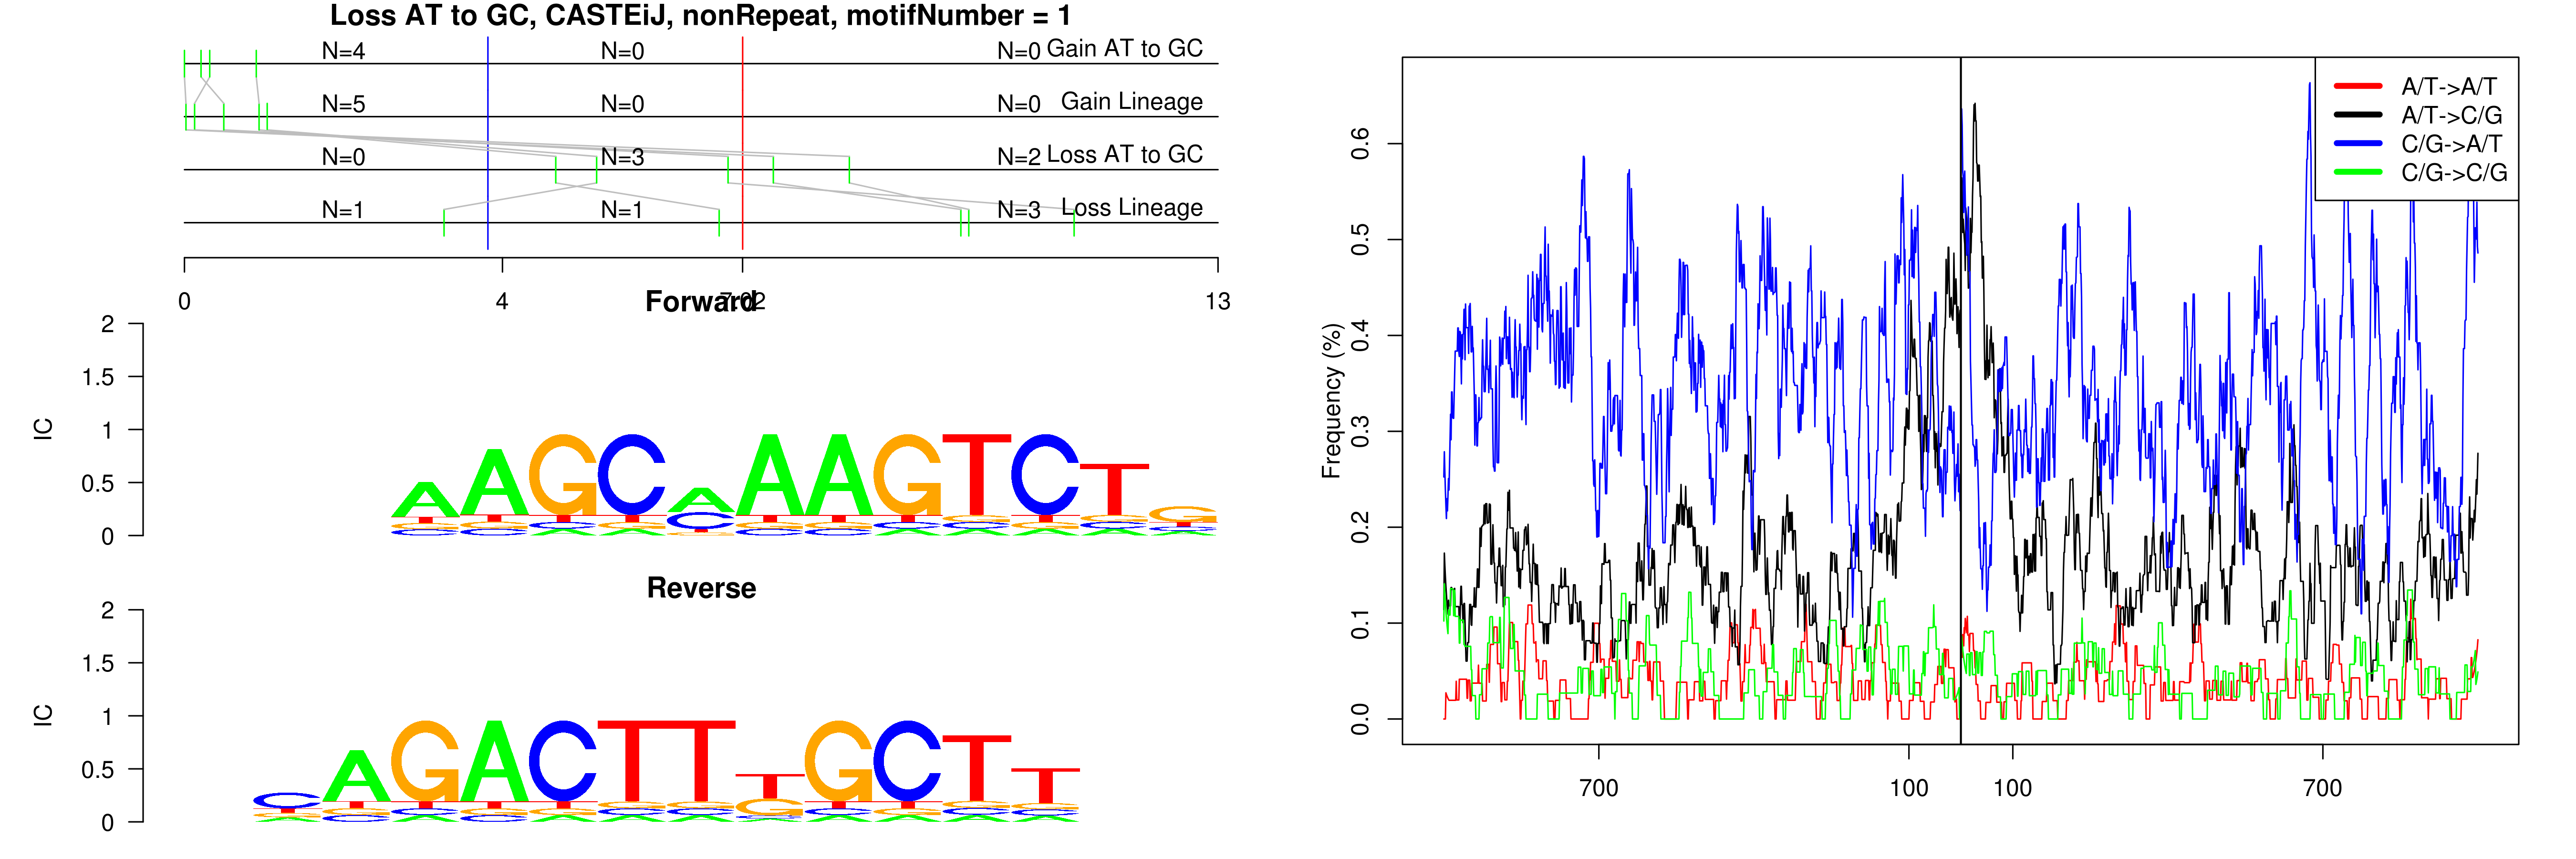 Loss AT to GC, CASTEiJ, nonRepeat, motifNumber = 1
N=4 N=0 N=0 Gain AT to GC
N=5 N=0 N=0 Gain Lineage
N=0 N=3 N=2 Loss AT to GC
N=1 N=1 N=3 Loss Lineage
0 4 7.02 13
Forward
2
1.5
1
0.5
0
IC
AAGCAAAGTCTG
Reverse
2
1.5
1
0.5
0
IC
CAGACTTTGCTT
A/T->A/T
A/T->C/G
C/G->A/T
C/G->C/G
Frequency (%)
0.6
0.5
0.4
0.3
0.2
0.1
0.0
700 100 100 700